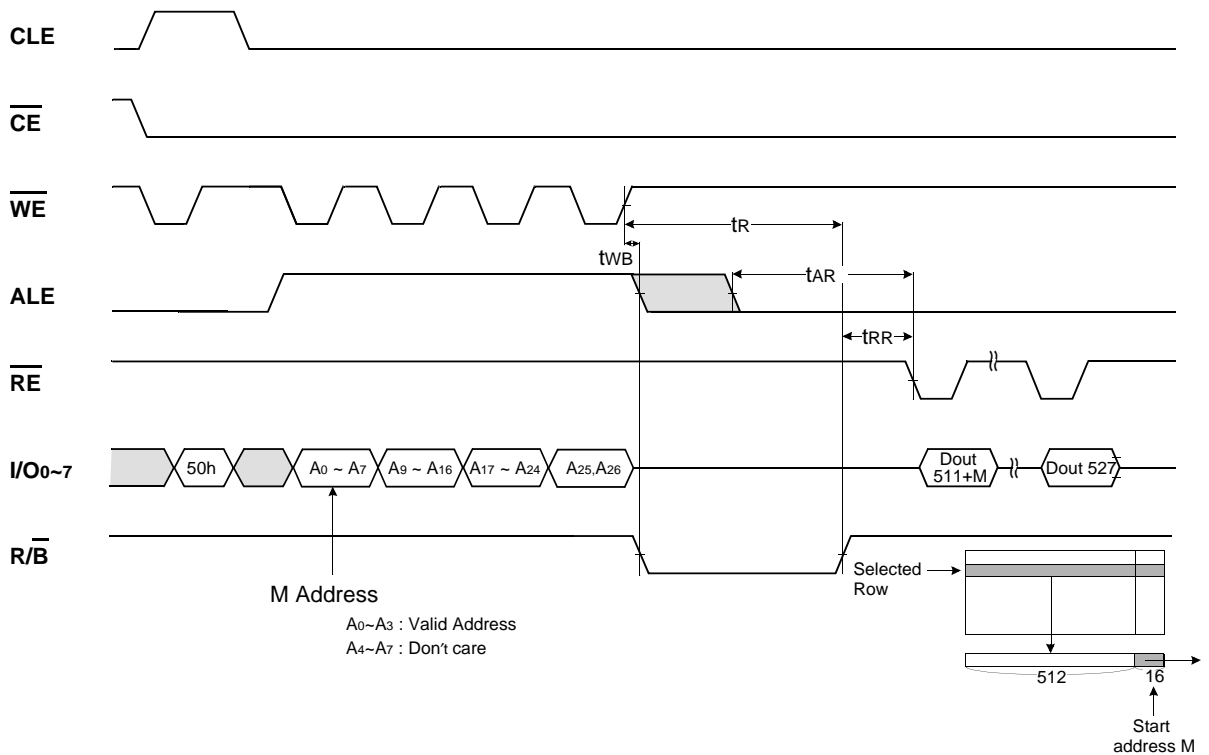 CLE
CE
WE
tR
tWB
ALE
tAR
tRR
RE
I/O0~7
50h
A0 ~ A7
A9 ~ A16
A17 ~ A24
A25,A26
Dout
511+M
Dout 527
R/B
M Address
A0~A3 : Valid Address
A4~A7 : Don't care
Selected
Row
512
16
Start
address M